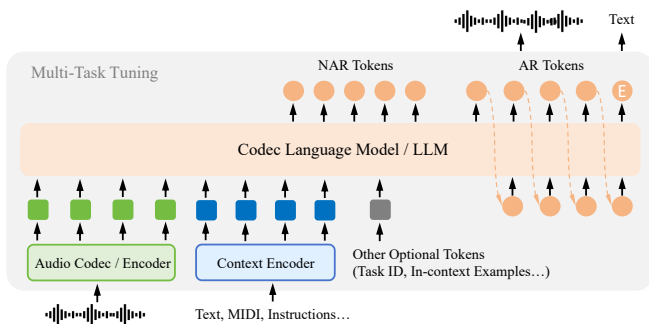 Text
Multi-Task Tuning
NAR Tokens
AR Tokens
E
Codec Language Model / LLM
Audio Codec / Encoder
Context Encoder
Other Optional Tokens
(Task ID, In-context Examples…)
Text, MIDI, Instructions…